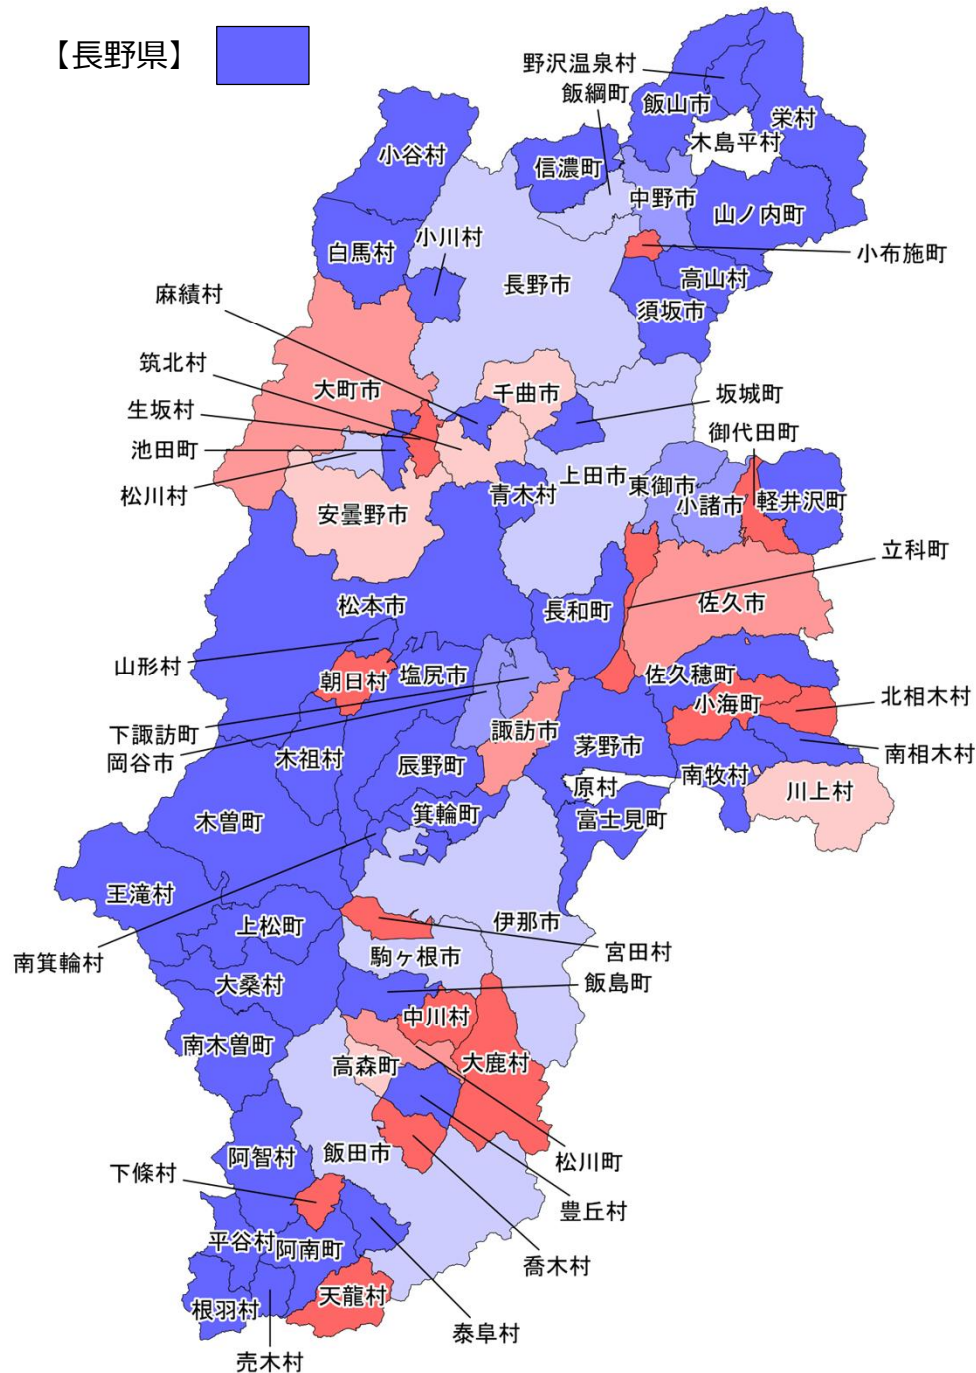 【長野県】
野沢温泉村
飯綱町
飯山市
栄村
木島平村
小谷村
信濃町
中野市
山ノ内町
小川村
白馬村
小布施町
高山村
長野市
須坂市
麻績村
筑北村
大町市
千曲市
坂城町
生坂村
御代田町
池田町
上田市
東御市
松川村
青木村
小諸市
軽井沢町
安曇野市
立科町
松本市
長和町
佐久市
山形村
朝日村
塩尻市
佐久穂町
小海町
北相木村
下諏訪町
諏訪市
岡谷市
木祖村
茅野市
南相木村
辰野町
南牧村
原村
川上村
箕輪町
富士見町
木曽町
王滝村
上松町
伊那市
南箕輪村
宮田村
駒ヶ根市
大桑村
飯島町
中川村
南木曽町
高森町
大鹿村
飯田市
阿智村
松川町
下條村
豊丘村
平谷村
阿南町
喬木村
天龍村
根羽村
泰阜村
売木村